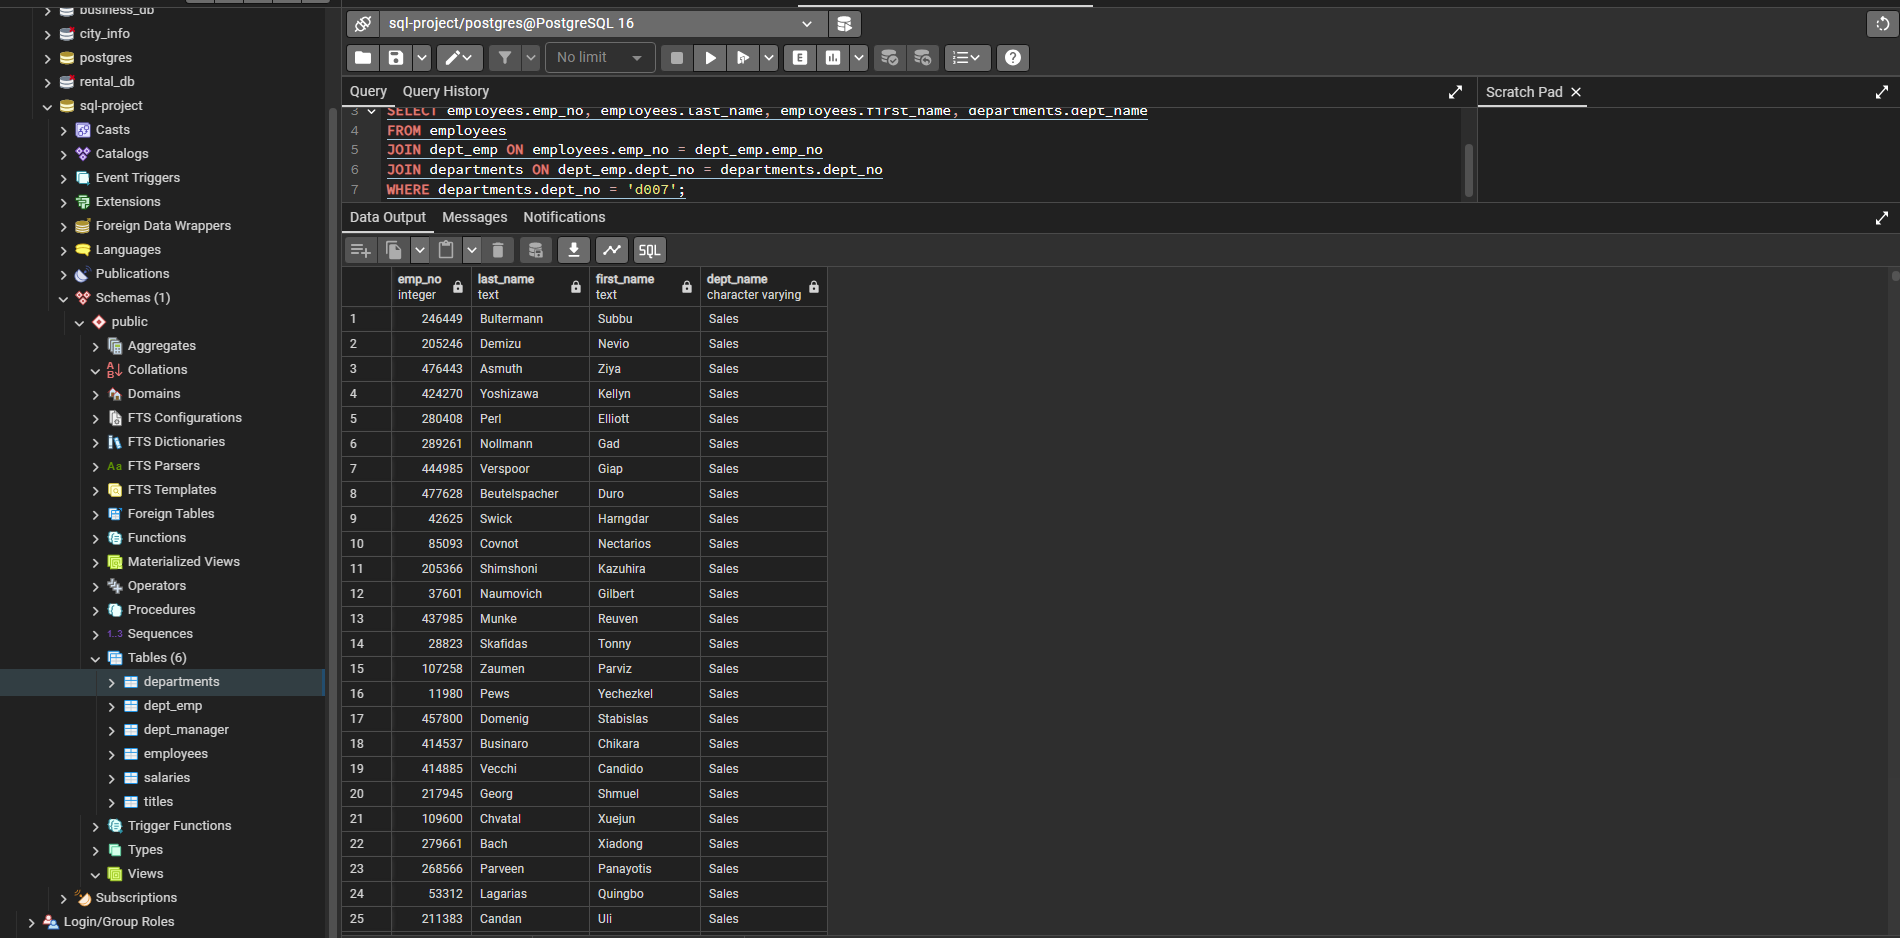 business_db
city_info
postgres
rental_db
sql-project
Casts
Catalogs
Event Triggers
Extensions
Foreign Data Wrappers
Languages
Publications
Schemas (1)
public
Aggregates
Collations
Domains
FTS Configurations
FTS Dictionaries
Aa FTS Parsers
FTS Templates
Foreign Tables
Functions
Materialized Views
Operators
Procedures
1..3 Sequences
Tables (6)
departments
dept_emp
dept_manager
employees
salaries
titles
Trigger Functions
Types
Views
Subscriptions
Login/Group Roles
sql-project/postgres@PostgreSQL 16
No limit
E
Query Query History
Scratch Pad
3 SELECT employees.emp_no, employees.last_name, employees.first_name, departments.dept_name
4 FROM employees
5 JOIN dept_emp ON employees.emp_no = dept_emp.emp_no
6 JOIN departments ON dept_emp.dept_no = departments.dept_no
7 WHERE departments.dept_no = 'd007';
Data Output Messages Notifications
SQL
emp_no last_name first_name dept_name
integer text text character varying
1 246449 Bultermann Subbu Sales
2 205246 Demizu Nevio Sales
3 476443 Asmuth Ziya Sales
4 424270 Yoshizawa Kellyn Sales
5 280408 Perl Elliott Sales
6 289261 Nollmann Gad Sales
7 444985 Verspoor Giap Sales
8 477628 Beutelspacher Duro Sales
9 42625 Swick Harngdar Sales
10 85093 Covnot Nectarios Sales
11 205366 Shimshoni Kazuhira Sales
12 37601 Naumovich Gilbert Sales
13 437985 Munke Reuven Sales
14 28823 Skafidas Tonny Sales
15 107258 Zaumen Parviz Sales
16 11980 Pews Yechezkel Sales
17 457800 Domenig Stabislas Sales
18 414537 Businaro Chikara Sales
19 414885 Vecchi Candido Sales
20 217945 Georg Shmuel Sales
21 109600 Chvatal Xuejun Sales
22 279661 Bach Xiadong Sales
23 268566 Parveen Panayotis Sales
24 53312 Lagarias Quingbo Sales
25 211383 Candan Uli Sales